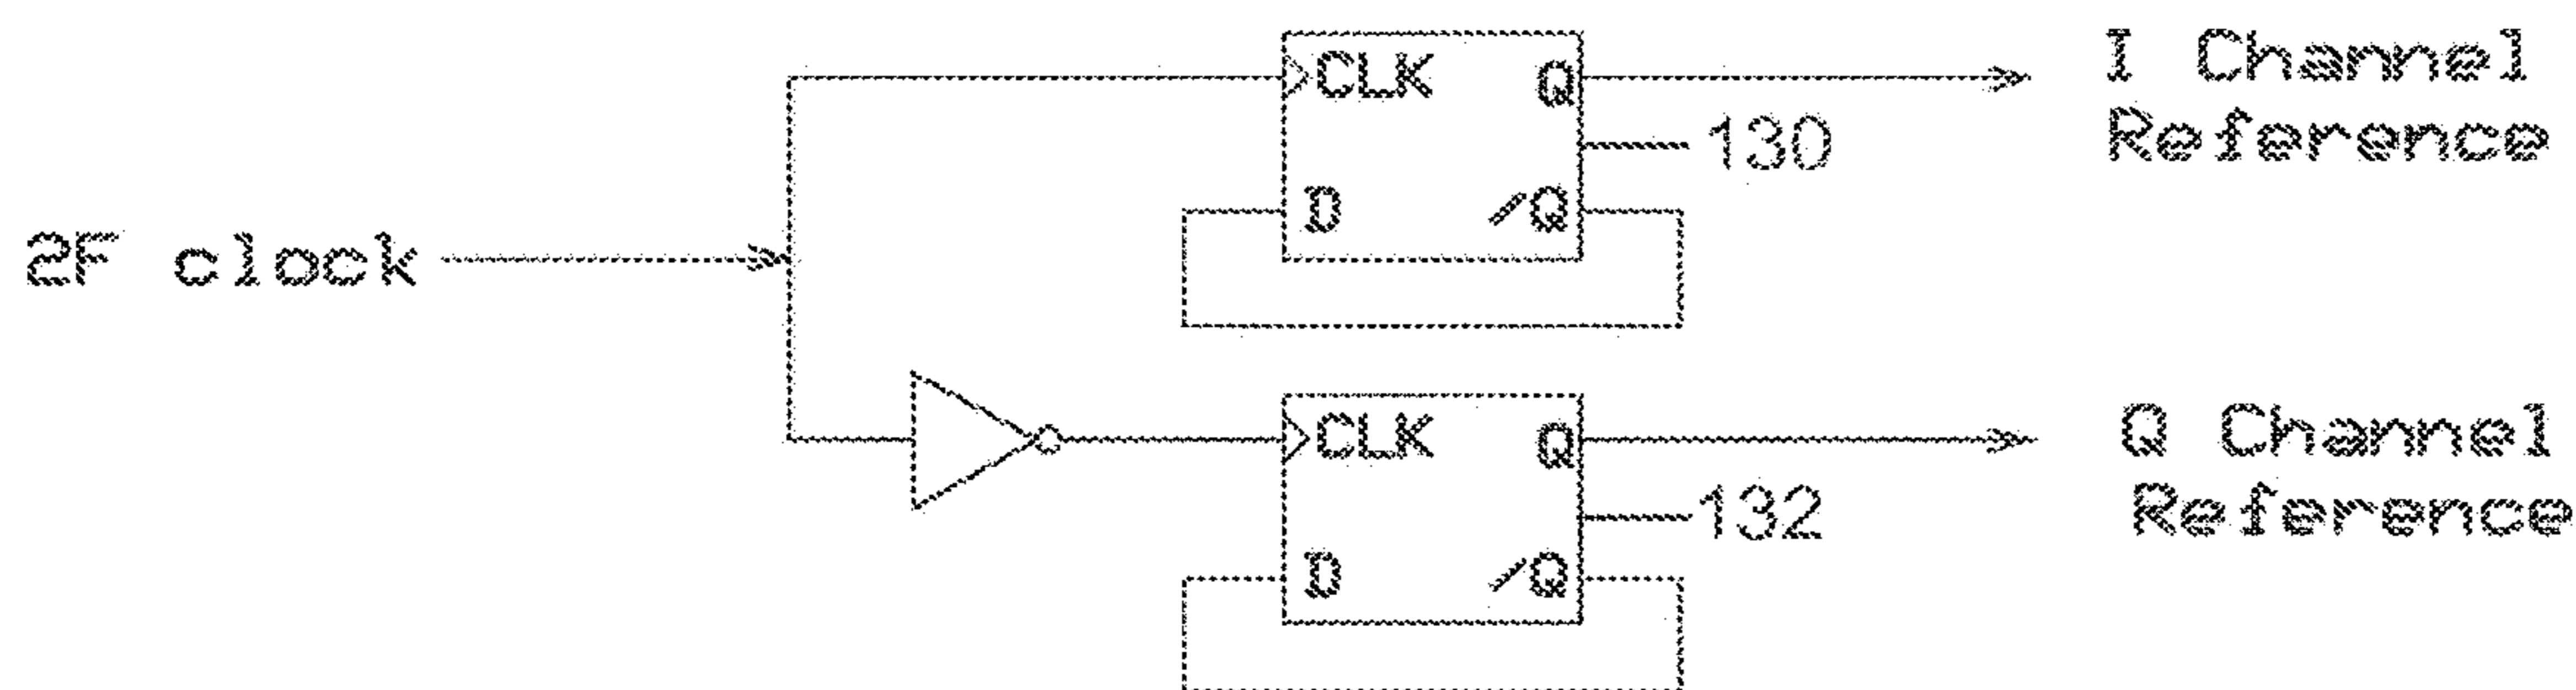 I Channel
Reference
CLK Q
130
D /Q
2F clock
Q Channel
Reference
CLK Q
132
D /Q